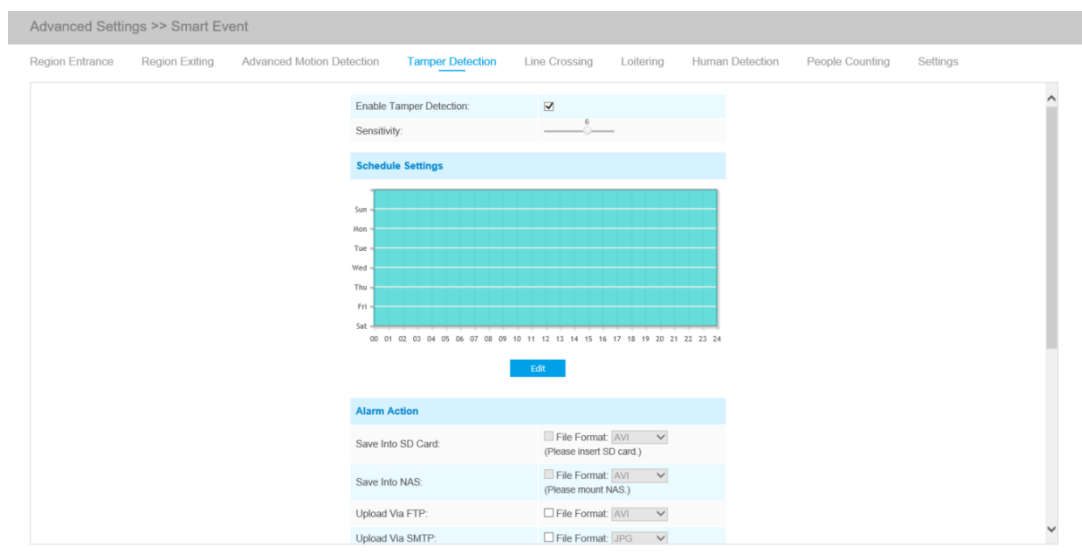 Advanced Settings >> Smart Event
Region Entrance Region Exiting Advanced Motion Detection Tamper Detection Line Crossing Loitering Human Detection People Counting Settings
Enable Tamper Detection:
Sensitivity: 6
Schedule Settings
Sun
Mon
Tue
Wed
Thu
Fri
Sat
00 01 02 03 04 05 06 07 08 09 10 11 12 13 14 15 16 17 18 19 20 21 22 23 24
Edit
Alarm Action
Save Into SD Card: File Format: AVI
(Please insert SD card.)
Save Into NAS: File Format: AVI
(Please mount NAS.)
Upload Via FTP: File Format: AVI
Upload Via SMTP: File Format: JPG